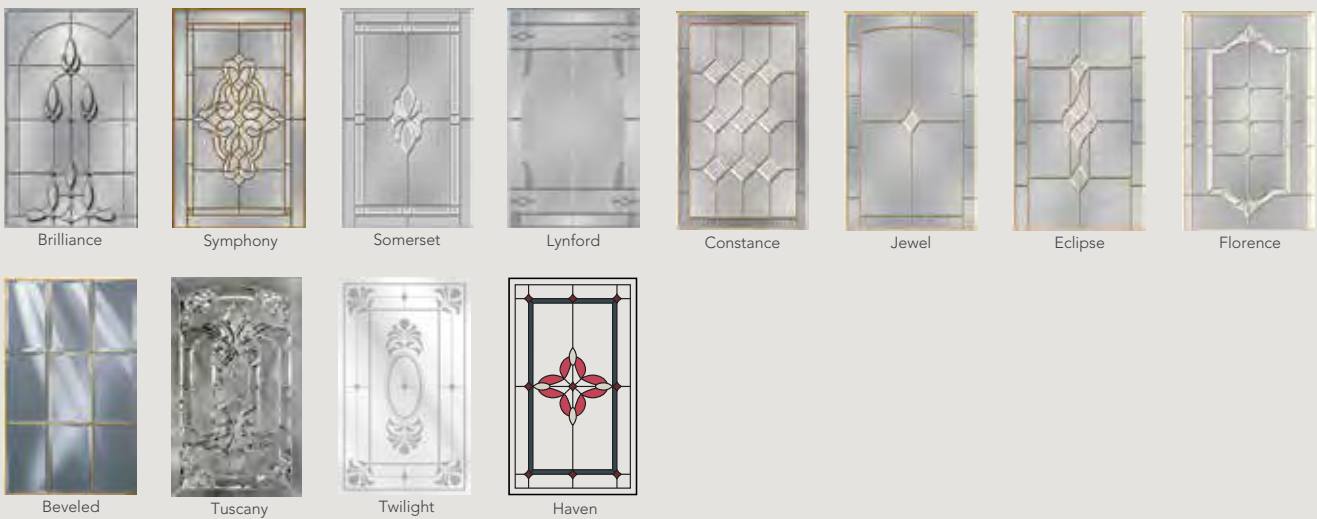 Brilliance
Symphony
Somerset
Lynford
Constance
Jewel
Eclipse
Florence
Beveled
Tuscany
Twilight
Haven